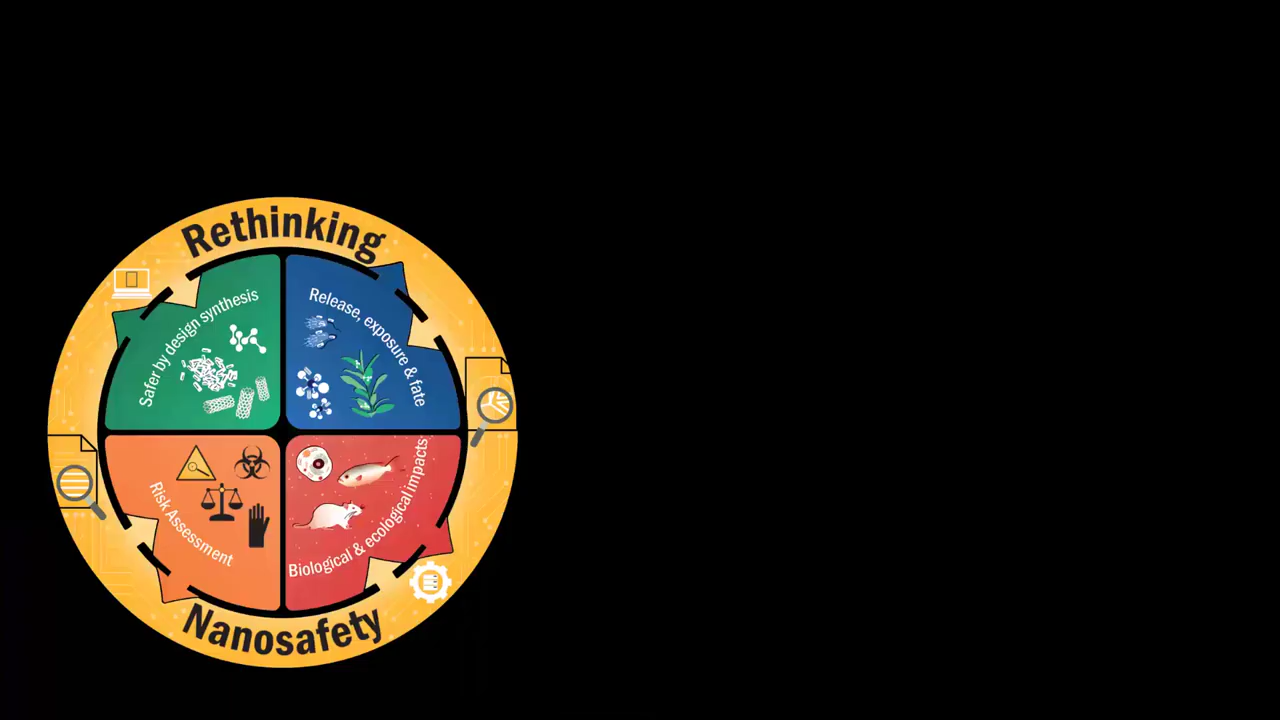 Rethinking
Safer by design synthesis
Release, exposure & fate
Risk Assessment
Biological & ecological impacts
Nanosafety